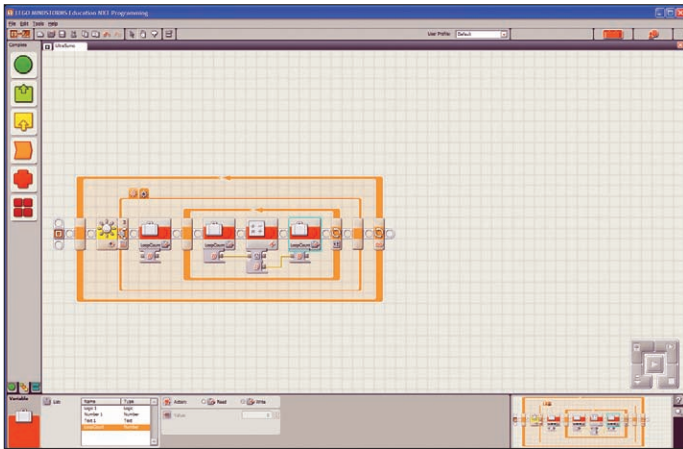 LEGO MINDSTORMS Education NXT Programming
File Edit Tools Help
User Profile: Default
Complete
UltraSumo
LoopCount LoopCount LoopCount
Variable
List
Name Type
Logic 1 Logic
Number 1 Number
Text 1 Text
LoopCount Number
Action: Read Write
Value: